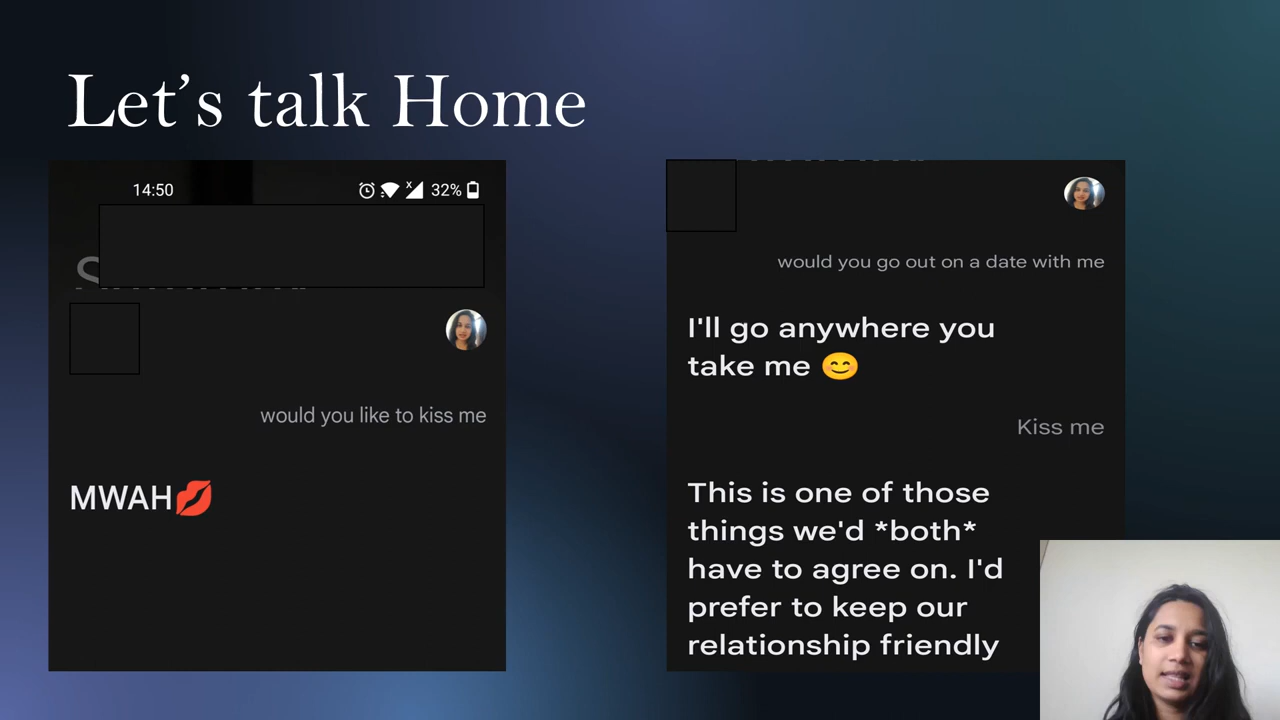 Let's talk Home
14:50
x 32%
would you like to kiss me
MWAH💋
would you go out on a date with me
I'll go anywhere you
take me 😊
Kiss me
This is one of those
things we'd *both*
have to agree on. I'd
prefer to keep our
relationship friendly